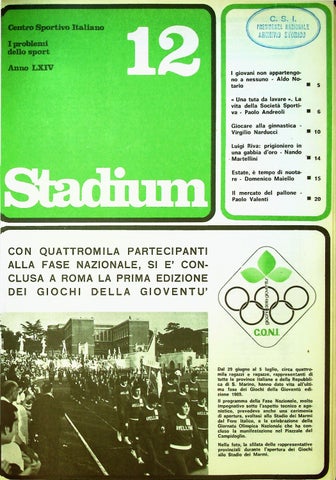 Centro Sportivo Italiano
I problemi
dello sport
Anno LXIV
12
Stadium
C. S. I.
PRESIDENZA NAZIONALE
ARCHIVIO
I giovani non appartengo-
no a nessuno - Aldo No-
tario 5
« Una tuta da lavare ». La
vita della Società Sporti-
va - Paolo Andreoli 6
Giocare alla ginnastica -
Virgilio Narducci 10
Luigi Riva: prigioniero in
una gabbia d'oro - Nando
Martellini 14
Estate, è tempo di nuota-
re - Domenico Maiello 15
Il mercato del pallone -
Paolo Valenti 20
CON QUATTROMILA PARTECIPANTI
ALLA FASE NAZIONALE, SI E' CON-
CLUSA A ROMA LA PRIMA EDIZIONE
DEI GIOCHI DELLA GIOVENTU'
C.O.N.I.
AVELLINO
Dal 29 giugno al 5 luglio, circa quattro-
mila ragazzi e ragazze, rappresentanti di
tutte le province italiane e della Repubbli-
ca di S. Marino, hanno dato vita all'ul-
tima fase dei Giochi della Gioventù edi-
zione 1969.
Il programma della Fase Nazionale, molto
impegnativo sotto l'aspetto tecnico e ago-
nistico, prevedeva anche una cerimonia
di apertura, svoltasi allo Stadio dei Marmi
del Foro Italico, e la celebrazione della
Giornata Olimpica Nazionale che ha con-
cluso la manifestazione nel Piazzale del
Campidoglio.
Nella foto, la sfilata delle rappresentative
provinciali durante l'apertura dei Giochi
allo Stadio dei Marmi.